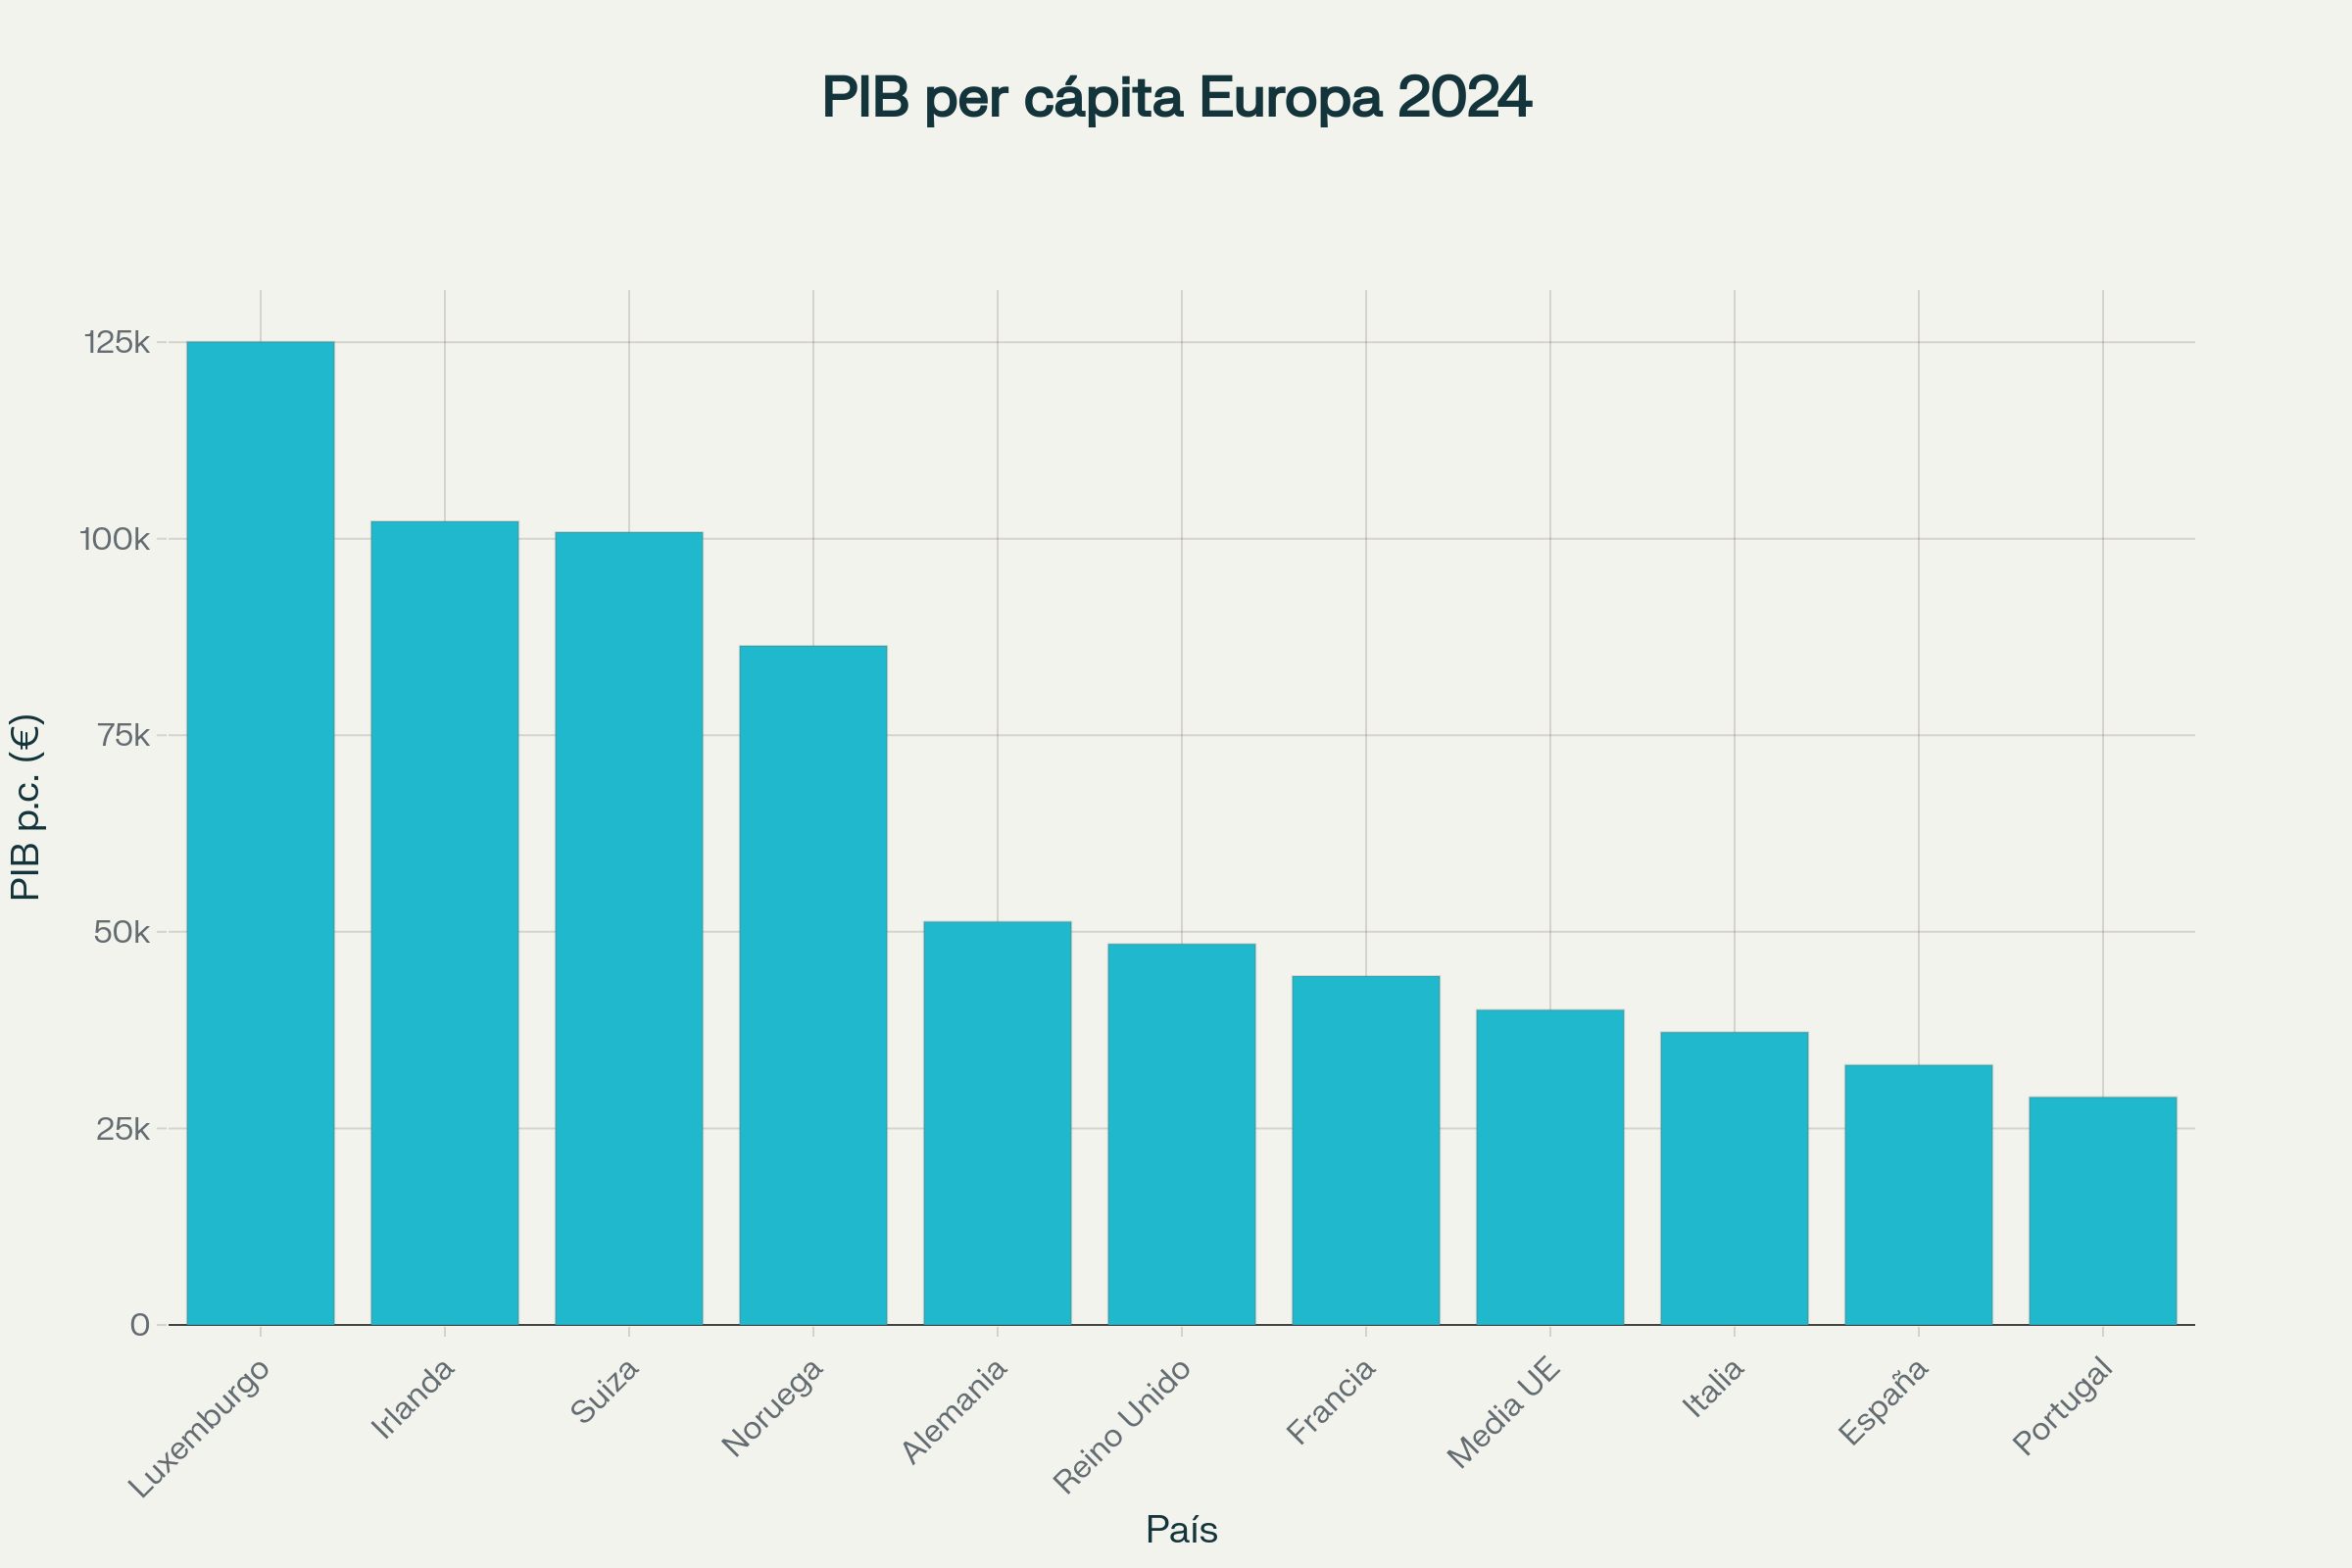 PIB per cápita Europa 2024
PIB p.c. (€)
125k
100k
75k
50k
25k
0
Luxemburgo
Irlanda
Suiza
Noruega
Alemania
Reino Unido
Francia
Media UE
Italia
España
Portugal
País